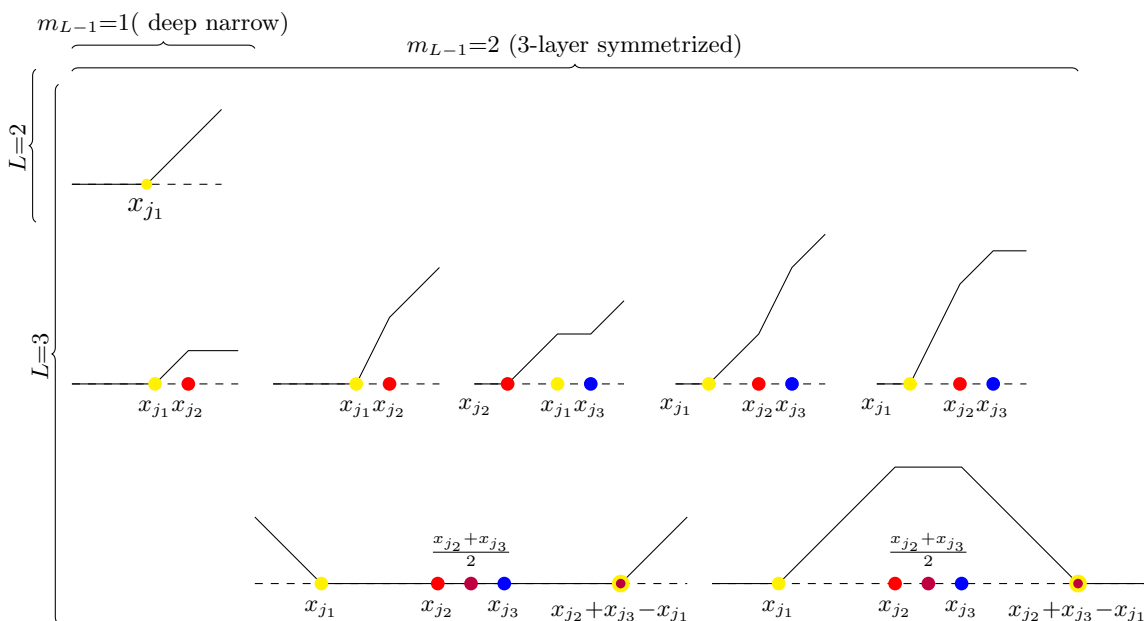 m_{L−1}=1( deep narrow)
m_{L−1}=2 (3-layer symmetrized)
L=2
x_{j_1}
L=3
x_{j_1} x_{j_2}
x_{j_1} x_{j_2}
x_{j_2} x_{j_1} x_{j_3}
x_{j_1} x_{j_2} x_{j_3}
x_{j_1} x_{j_2} x_{j_3}
\frac{x_{j_2}+x_{j_3}}{2}
x_{j_1} x_{j_2} x_{j_3} x_{j_2}+x_{j_3}−x_{j_1}
\frac{x_{j_2}+x_{j_3}}{2}
x_{j_1} x_{j_2} x_{j_3} x_{j_2}+x_{j_3}−x_{j_1}